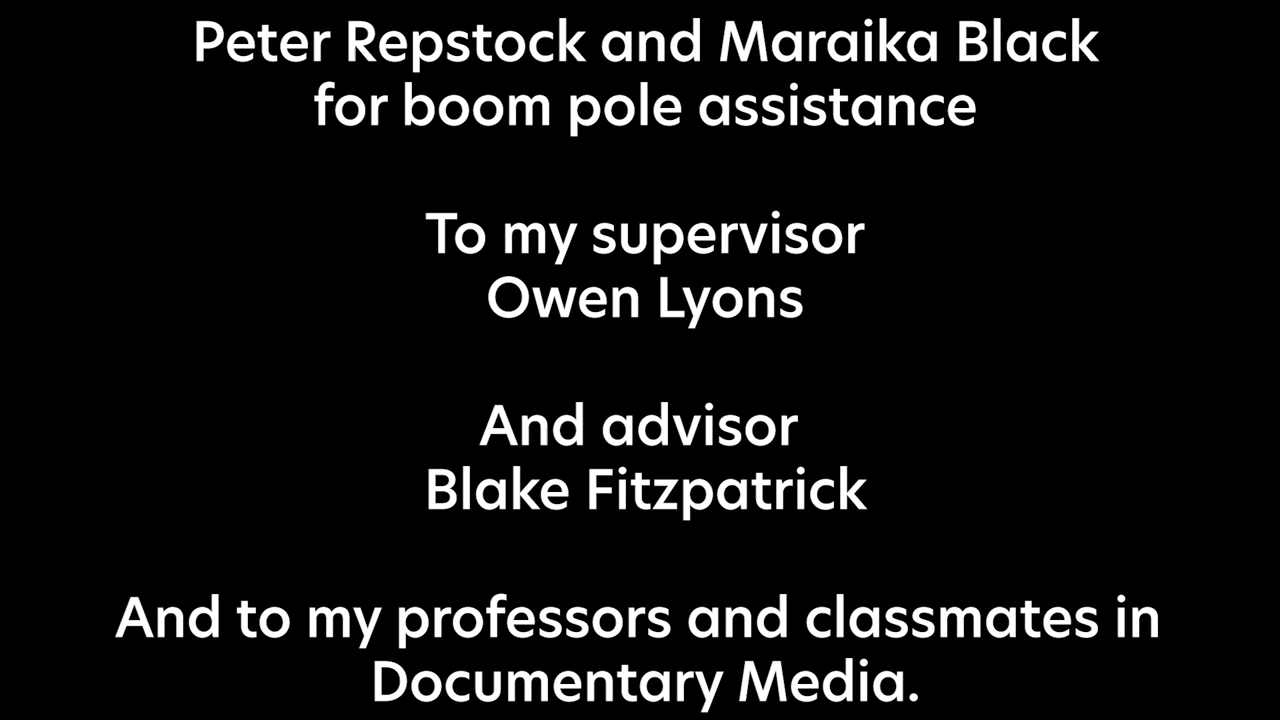 Peter Repstock and Maraika Black
for boom pole assistance
To my supervisor
Owen Lyons
And advisor
Blake Fitzpatrick
And to my professors and classmates in
Documentary Media.